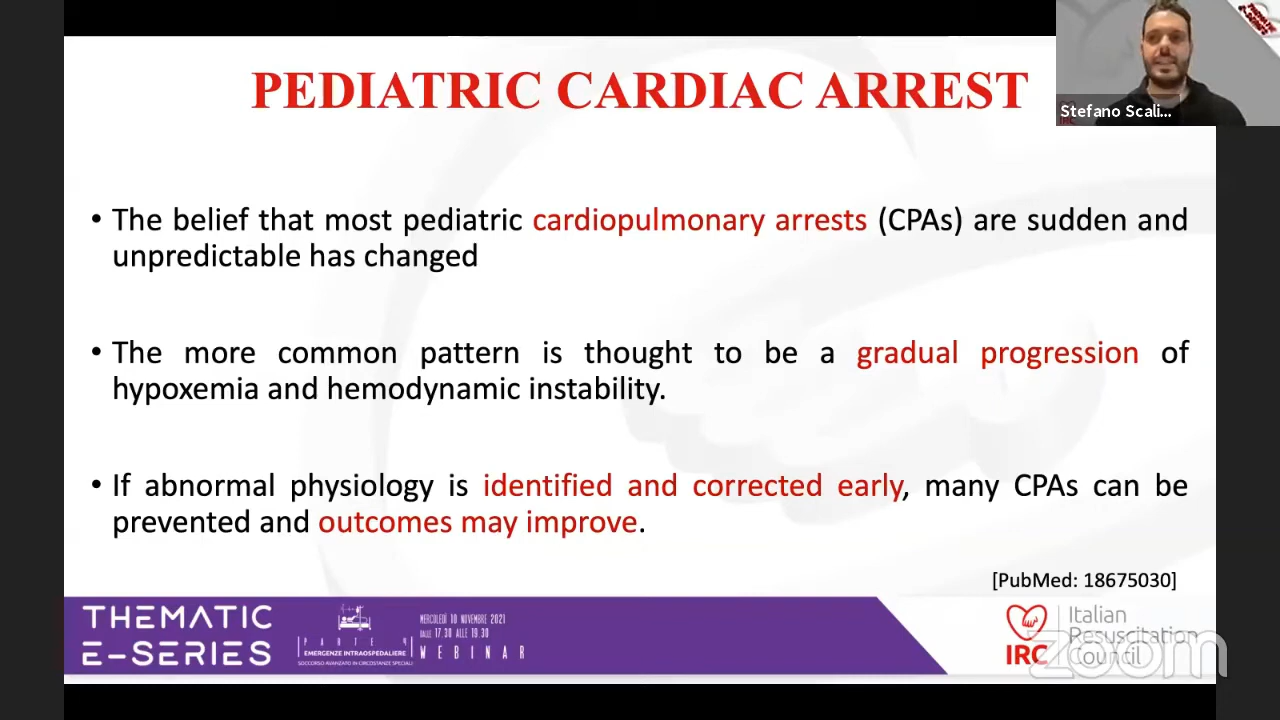 PEDIATRIC CARDIAC ARREST
Stefano Scali...
• The belief that most pediatric cardiopulmonary arrests (CPAs) are sudden and
unpredictable has changed
• The more common pattern is thought to be a gradual progression of
hypoxemia and hemodynamic instability.
• If abnormal physiology is identified and corrected early, many CPAs can be
prevented and outcomes may improve.
[PubMed: 18675030]
THEMATIC
E-SERIES
PARTE 4
EMERGENZE INTRAOSPEDALIERE
SOCCORSO AVANZATO IN CIRCOSTANZE SPECIALI
MERCOLEDÌ 10 NOVEMBRE 2021
DALLE 17.30 ALLE 19.30
WEBINAR
IRC
Italian
Resuscitation
Council
zoom